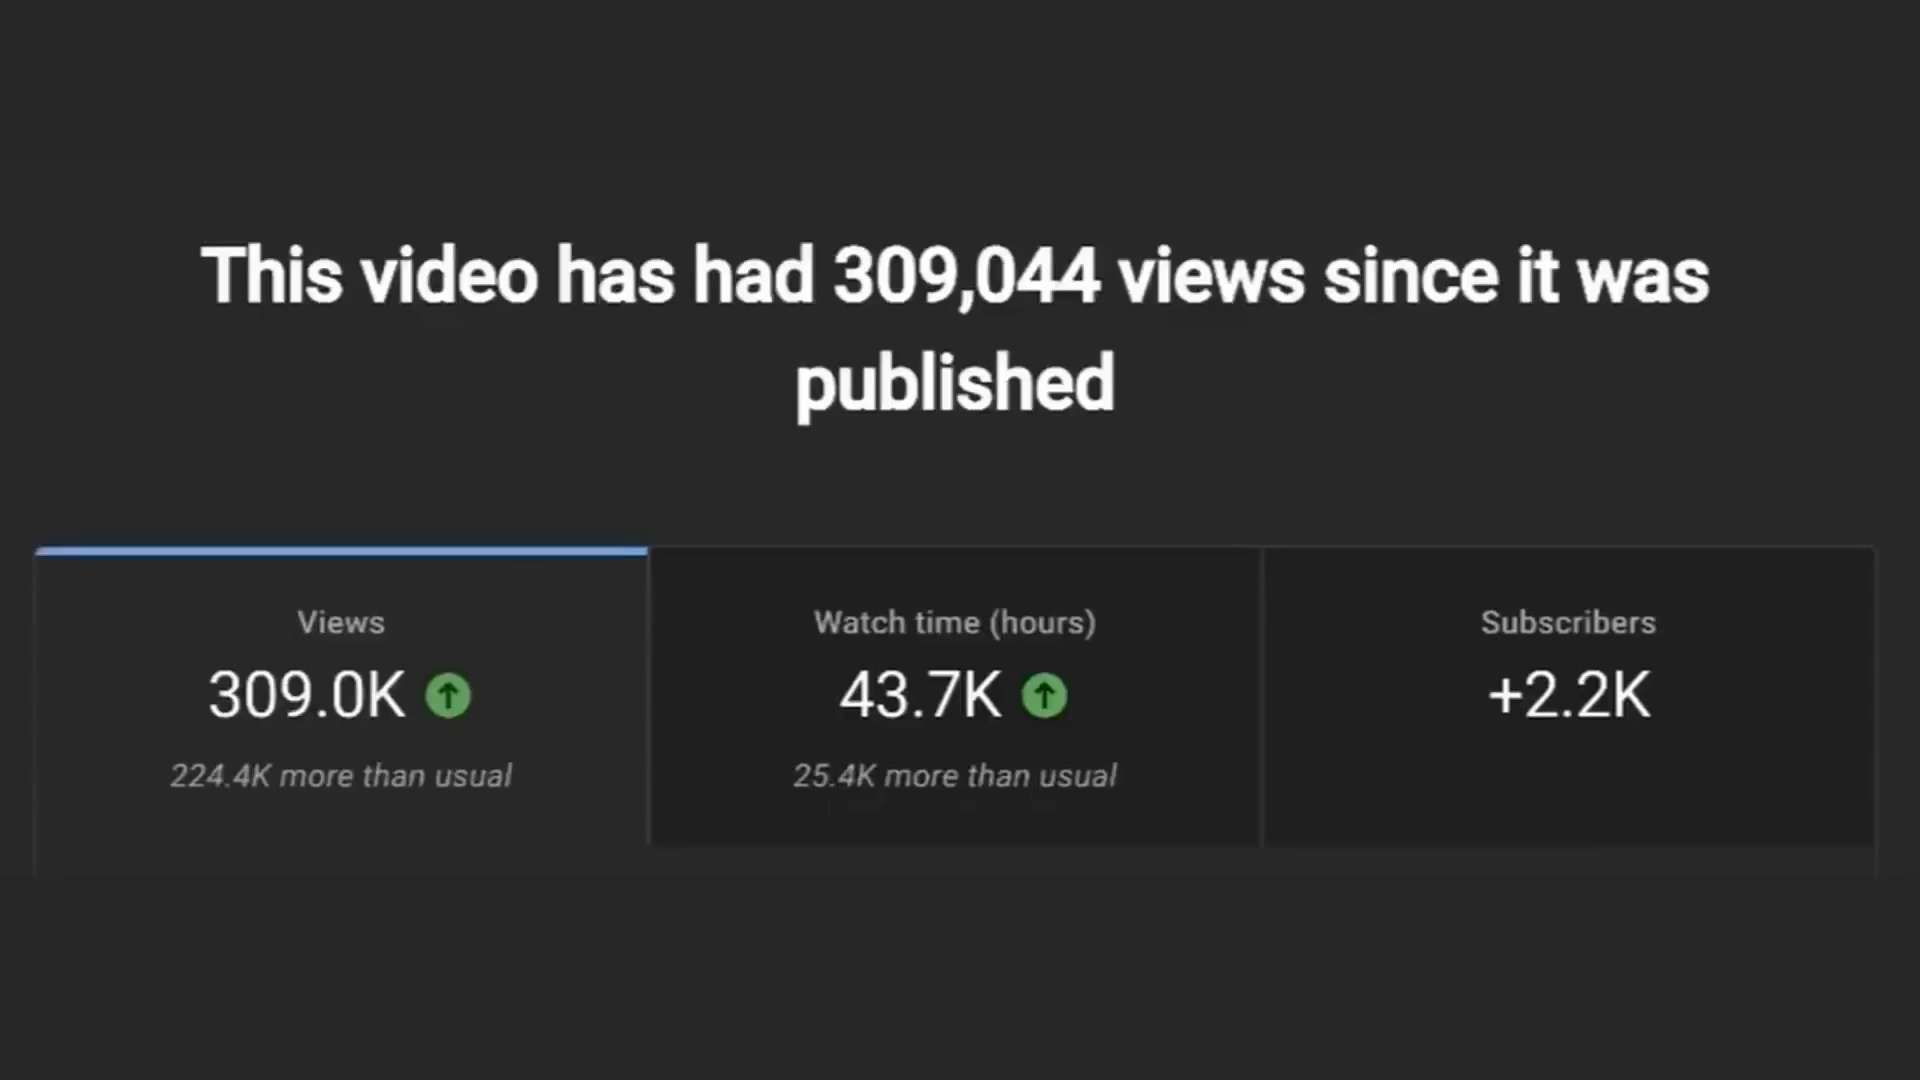 This video has had 309,044 views since it was
published
Views
309.0K
224.4K more than usual
Watch time (hours)
43.7K
25.4K more than usual
Subscribers
+2.2K